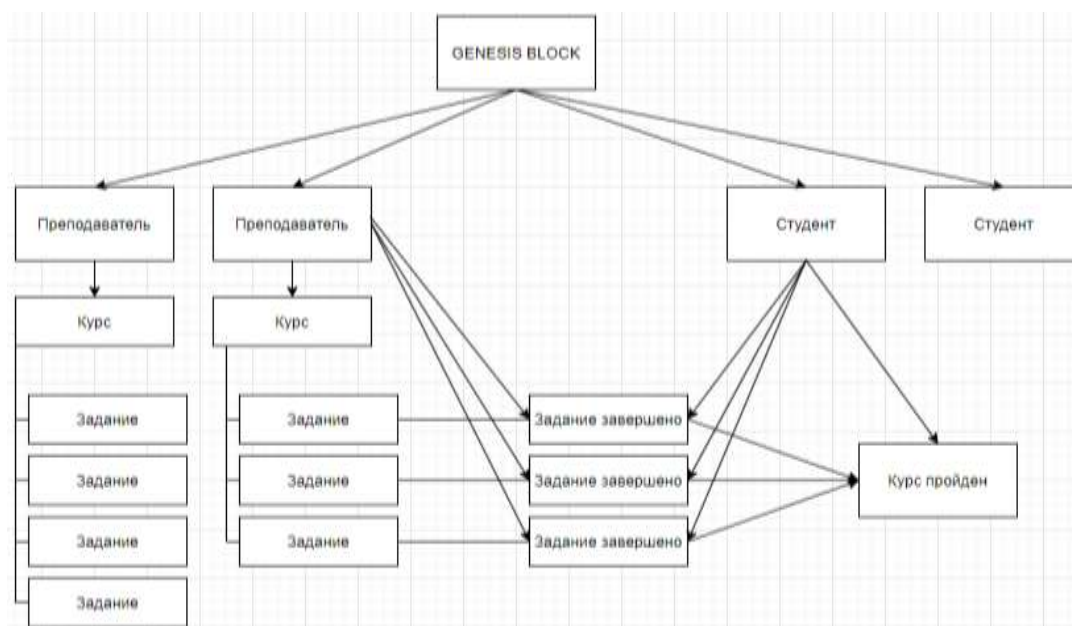 GENESIS BLOCK
Преподаватель
Преподаватель
Студент
Студент
Курс
Курс
Задание
Задание
Задание завершено
Задание
Задание
Задание завершено
Курс пройден
Задание
Задание
Задание завершено
Задание